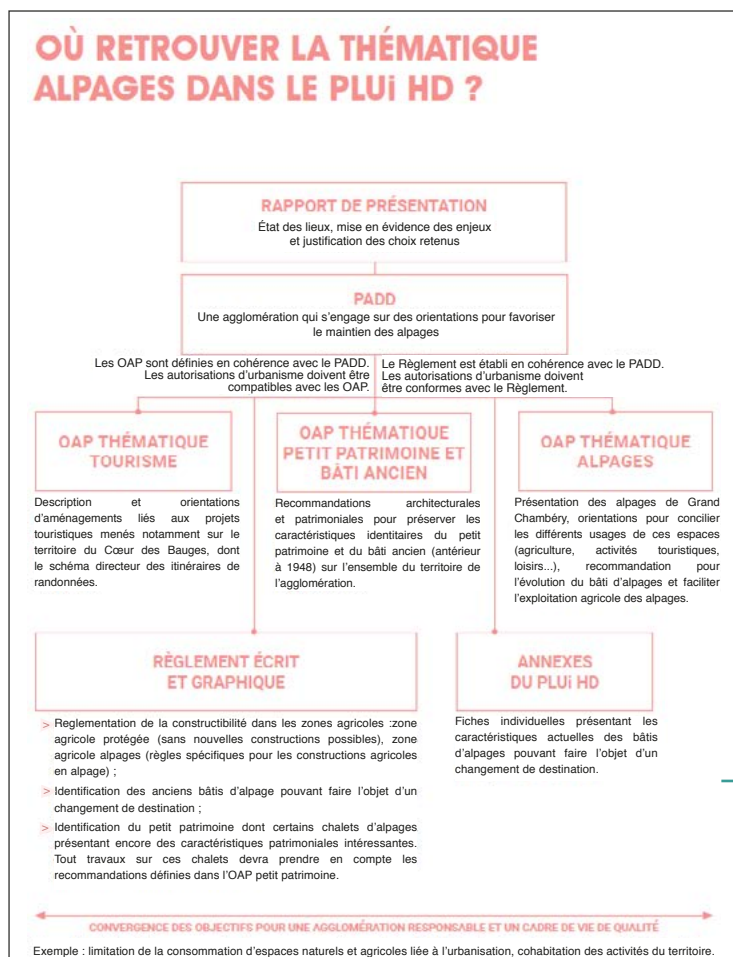 OÙ RETROUVER LA THÉMATIQUE
ALPAGES DANS LE PLUi HD ?
RAPPORT DE PRÉSENTATION
État des lieux, mise en évidence des enjeux
et justification des choix retenus
PADD
Une agglomération qui s'engage sur des orientations pour favoriser
le maintien des alpages
Les OAP sont définies en cohérence avec le PADD.
Les autorisations d'urbanisme doivent être
compatibles avec les OAP.
Le Règlement est établi en cohérence avec le PADD.
Les autorisations d'urbanisme doivent
être conformes avec le Règlement.
OAP THÉMATIQUE
TOURISME
Description et orientations
d'aménagements liés aux projets
touristiques menés notamment sur le
territoire du Cœur des Bauges, dont
le schéma directeur des itinéraires de
randonnées.
OAP THÉMATIQUE
PETIT PATRIMOINE ET
BÂTI ANCIEN
Recommandations architecturales
et patrimoniales pour préserver les
caractéristiques identitaires du petit
patrimoine et du bâti ancien (antérieur
à 1948) sur l'ensemble du territoire de
l'agglomération.
OAP THÉMATIQUE
ALPAGES
Présentation des alpages de Grand
Chambéry, orientations pour concilier
les différents usages de ces espaces
(agriculture, activités touristiques,
loisirs...), recommandation pour
l'évolution du bâti d'alpages et faciliter
l'exploitation agricole des alpages.
RÈGLEMENT ÉCRIT
ET GRAPHIQUE
> Reglementation de la constructibilité dans les zones agricoles :zone
agricole protégée (sans nouvelles constructions possibles), zone
agricole alpages (règles spécifiques pour les constructions agricoles
en alpage) ;
> Identification des anciens bâtis d'alpage pouvant faire l'objet d'un
changement de destination ;
> Identification du petit patrimoine dont certains chalets d'alpages
présentant encore des caractéristiques patrimoniales intéressantes.
Tout travaux sur ces chalets devra prendre en compte les
recommandations définies dans l'OAP petit patrimoine.
ANNEXES
DU PLUi HD
Fiches individuelles présentant les
caractéristiques actuelles des bâtis
d'alpages pouvant faire l'objet d'un
changement de destination.
CONVERGENCE DES OBJECTIFS POUR UNE AGGLOMÉRATION RESPONSABLE ET UN CADRE DE VIE DE QUALITÉ
Exemple : limitation de la consommation d'espaces naturels et agricoles liée à l'urbanisation, cohabitation des activités du territoire.